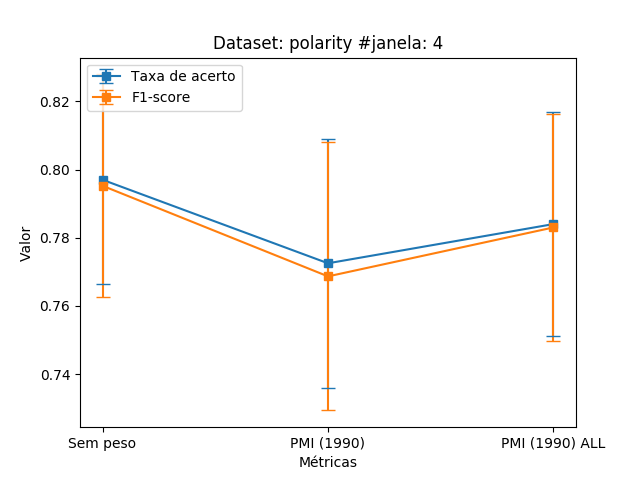 Dataset: polarity #janela: 4
Taxa de acerto
F1-score
0.82
0.80
0.78
0.76
0.74
Valor
Sem peso
PMI (1990)
PMI (1990) ALL
Métricas